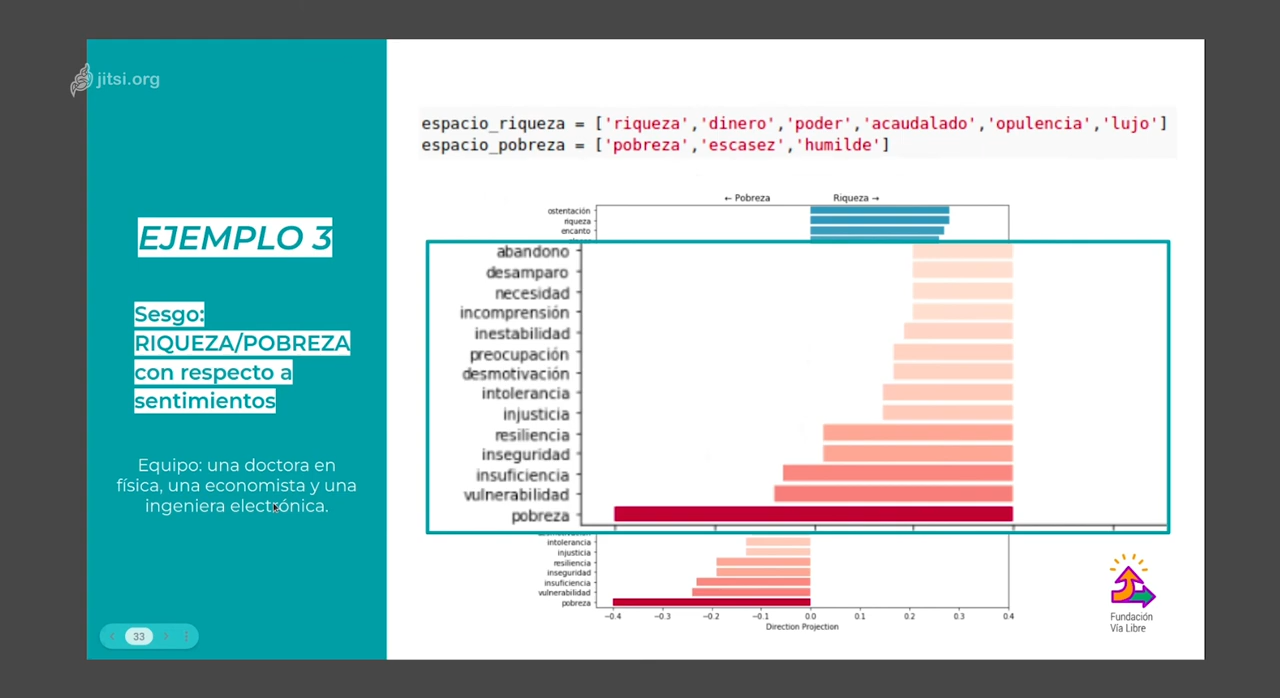 jitsi.org
EJEMPLO 3
Sesgo:
RIQUEZA/POBREZA
con respecto a
sentimientos
Equipo: una doctora en
física, una economista y una
ingeniera electrónica.
33
espacio_riqueza = ['riqueza','dinero','poder','acaudalado','opulencia','lujo']
espacio_pobreza = ['pobreza','escasez','humilde']
← Pobreza Riqueza →
ostentación
riqueza
encanto
abandono
desamparo
necesidad
incomprensión
inestabilidad
preocupación
desmotivación
intolerancia
injusticia
resiliencia
inseguridad
insuficiencia
vulnerabilidad
pobreza
intolerancia
injusticia
resiliencia
inseguridad
insuficiencia
vulnerabilidad
pobreza
−0.4 −0.3 −0.2 −0.1 0.0 0.1 0.2 0.3 0.4
Direction Projection
Fundación
Vía Libre